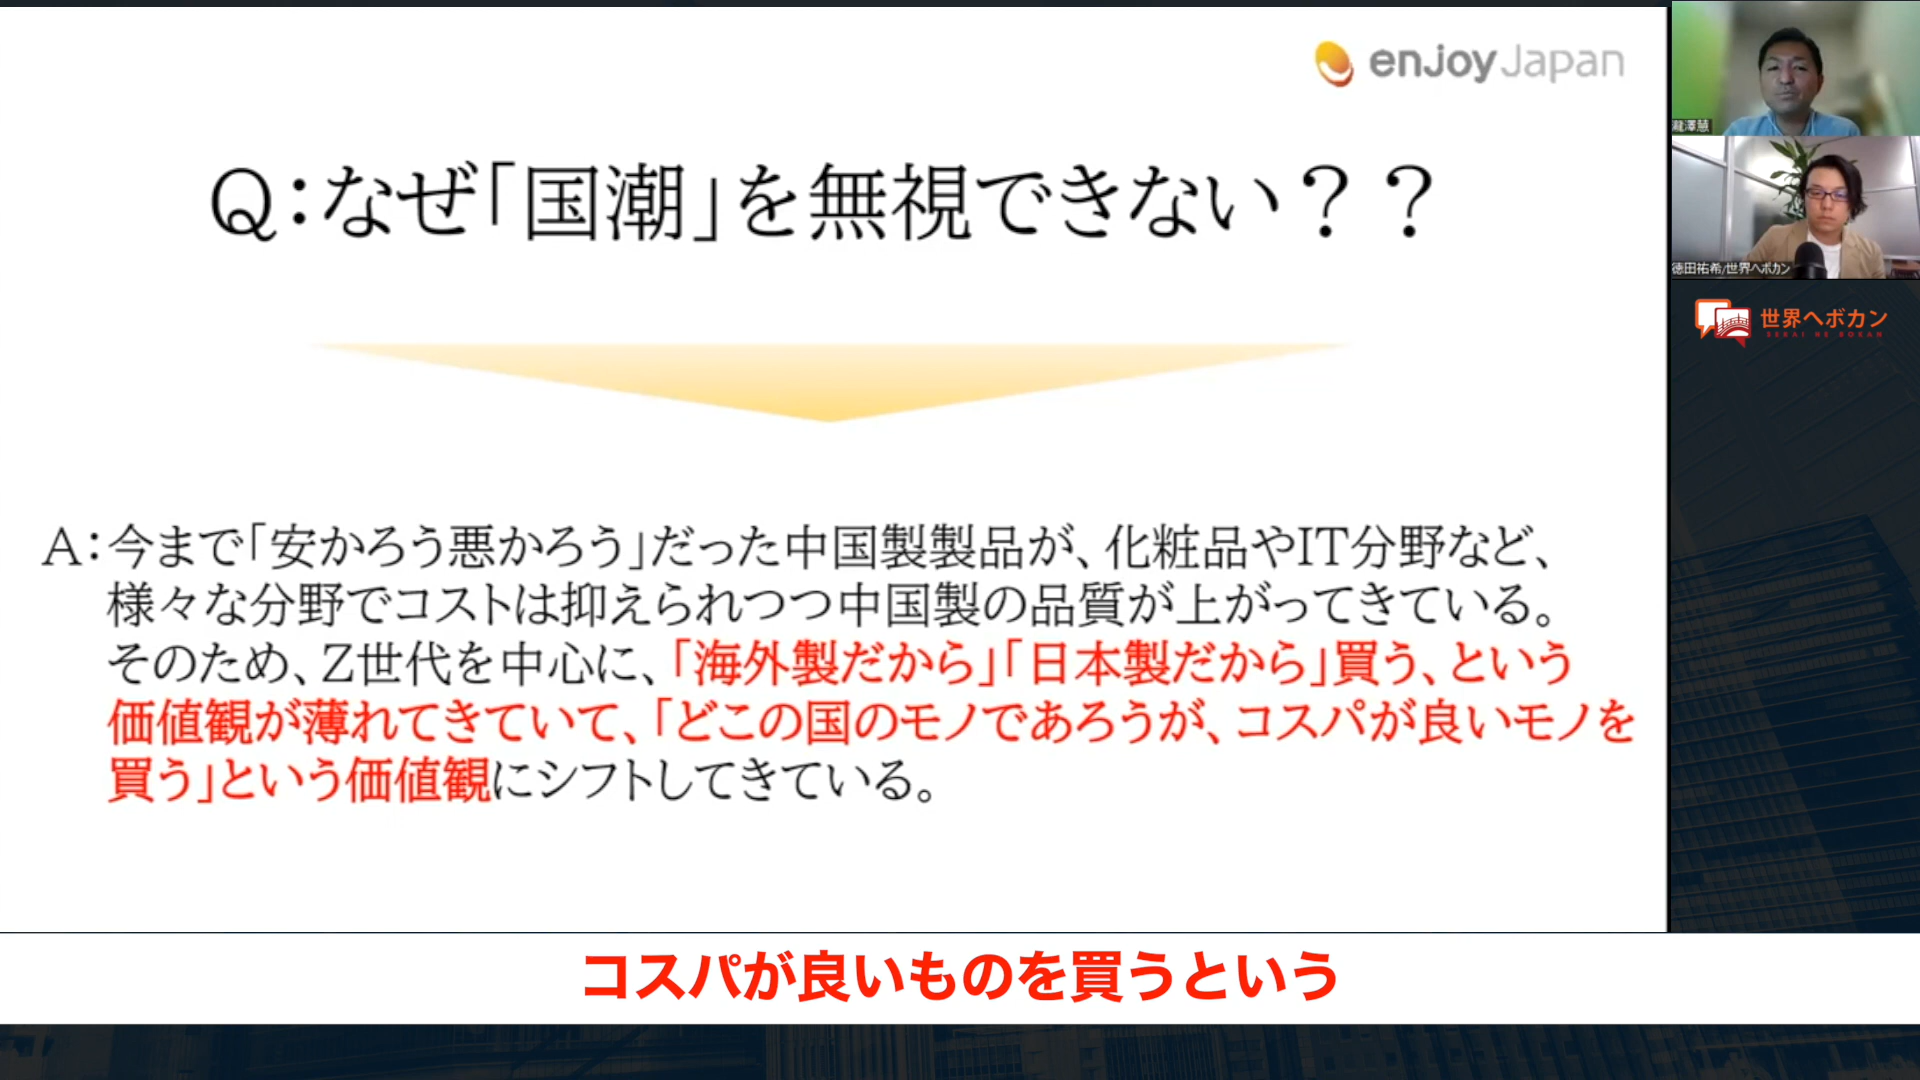 enjoyJapan
Q：なぜ「国潮」を無視できない？？
A：今まで「安かろう悪かろう」だった中国製製品が、化粧品やIT分野など、
様々な分野でコストは抑えられつつ中国製の品質が上がってきている。
そのため、Z世代を中心に、「海外製だから」「日本製だから」買う、という
価値観が薄れてきていて、「どこの国のモノであろうが、コスパが良いモノを
買う」という価値観にシフトしてきている。
瀧澤慧
徳田祐希/世界へボカン
世界へボカン
SEKAI HE BOKAN
コスパが良いものを買うという